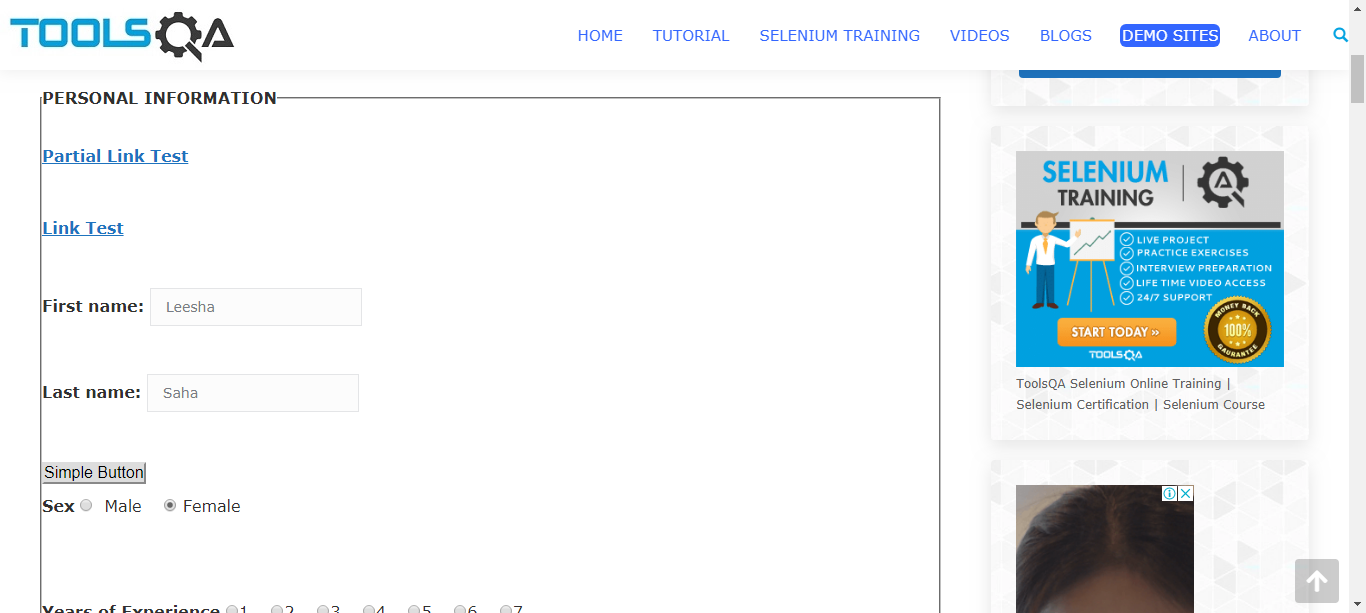 TOOLSQA
HOME TUTORIAL SELENIUM TRAINING VIDEOS BLOGS DEMO SITES ABOUT
PERSONAL INFORMATION
Partial Link Test
Link Test
First name: Leesha
Last name: Saha
Simple Button
Sex Male Female
Years of Experience 1 2 3 4 5 6 7
SELENIUM
TRAINING
LIVE PROJECT
PRACTICE EXERCISES
INTERVIEW PREPARATION
LIFE TIME VIDEO ACCESS
24/7 SUPPORT
START TODAY »
TOOLSQA
MONEY BACK
100%
GAURANTEE
ToolsQA Selenium Online Training |
Selenium Certification | Selenium Course